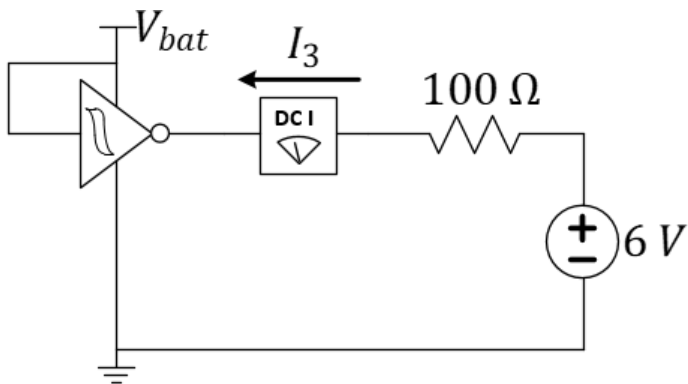 V_bat
I_3
100 Ω
DC I
+
−
6 V